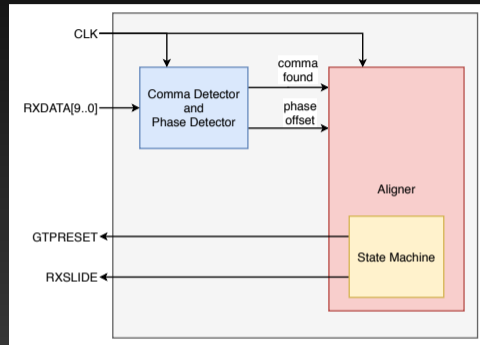 CLK
comma
found
RXDATA[9..0]
Comma Detector
and
Phase Detector
phase
offset
Aligner
GTPRESET
State Machine
RXSLIDE